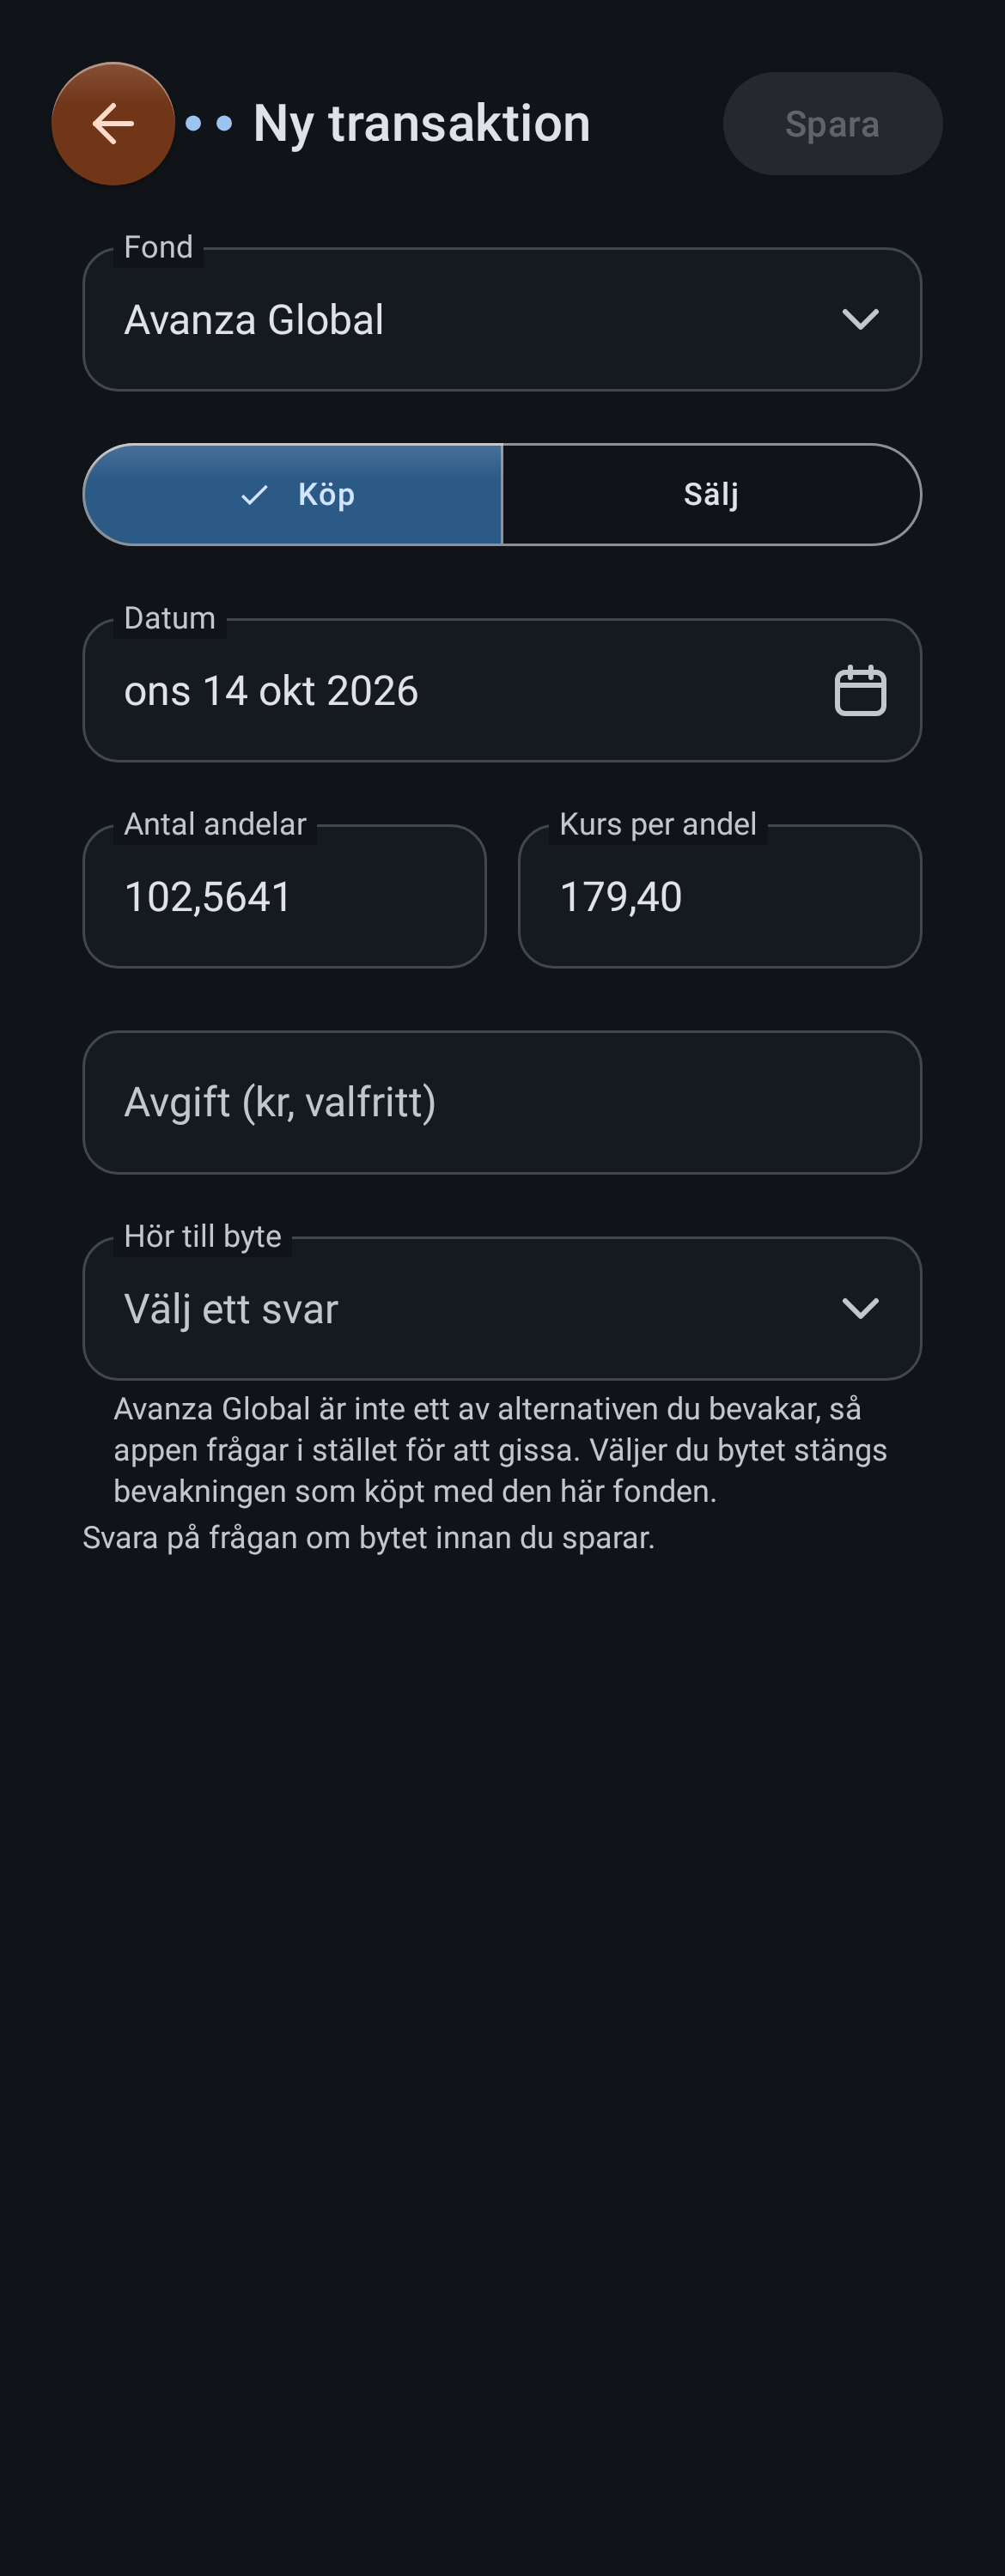 Ny transaktion
Spara
Fond
Avanza Global
Köp
Sälj
Datum
ons 14 okt 2026
Antal andelar
102,5641
Kurs per andel
179,40
Avgift (kr, valfritt)
Hör till byte
Välj ett svar
Avanza Global är inte ett av alternativen du bevakar, så
appen frågar i stället för att gissa. Väljer du bytet stängs
bevakningen som köpt med den här fonden.
Svara på frågan om bytet innan du sparar.